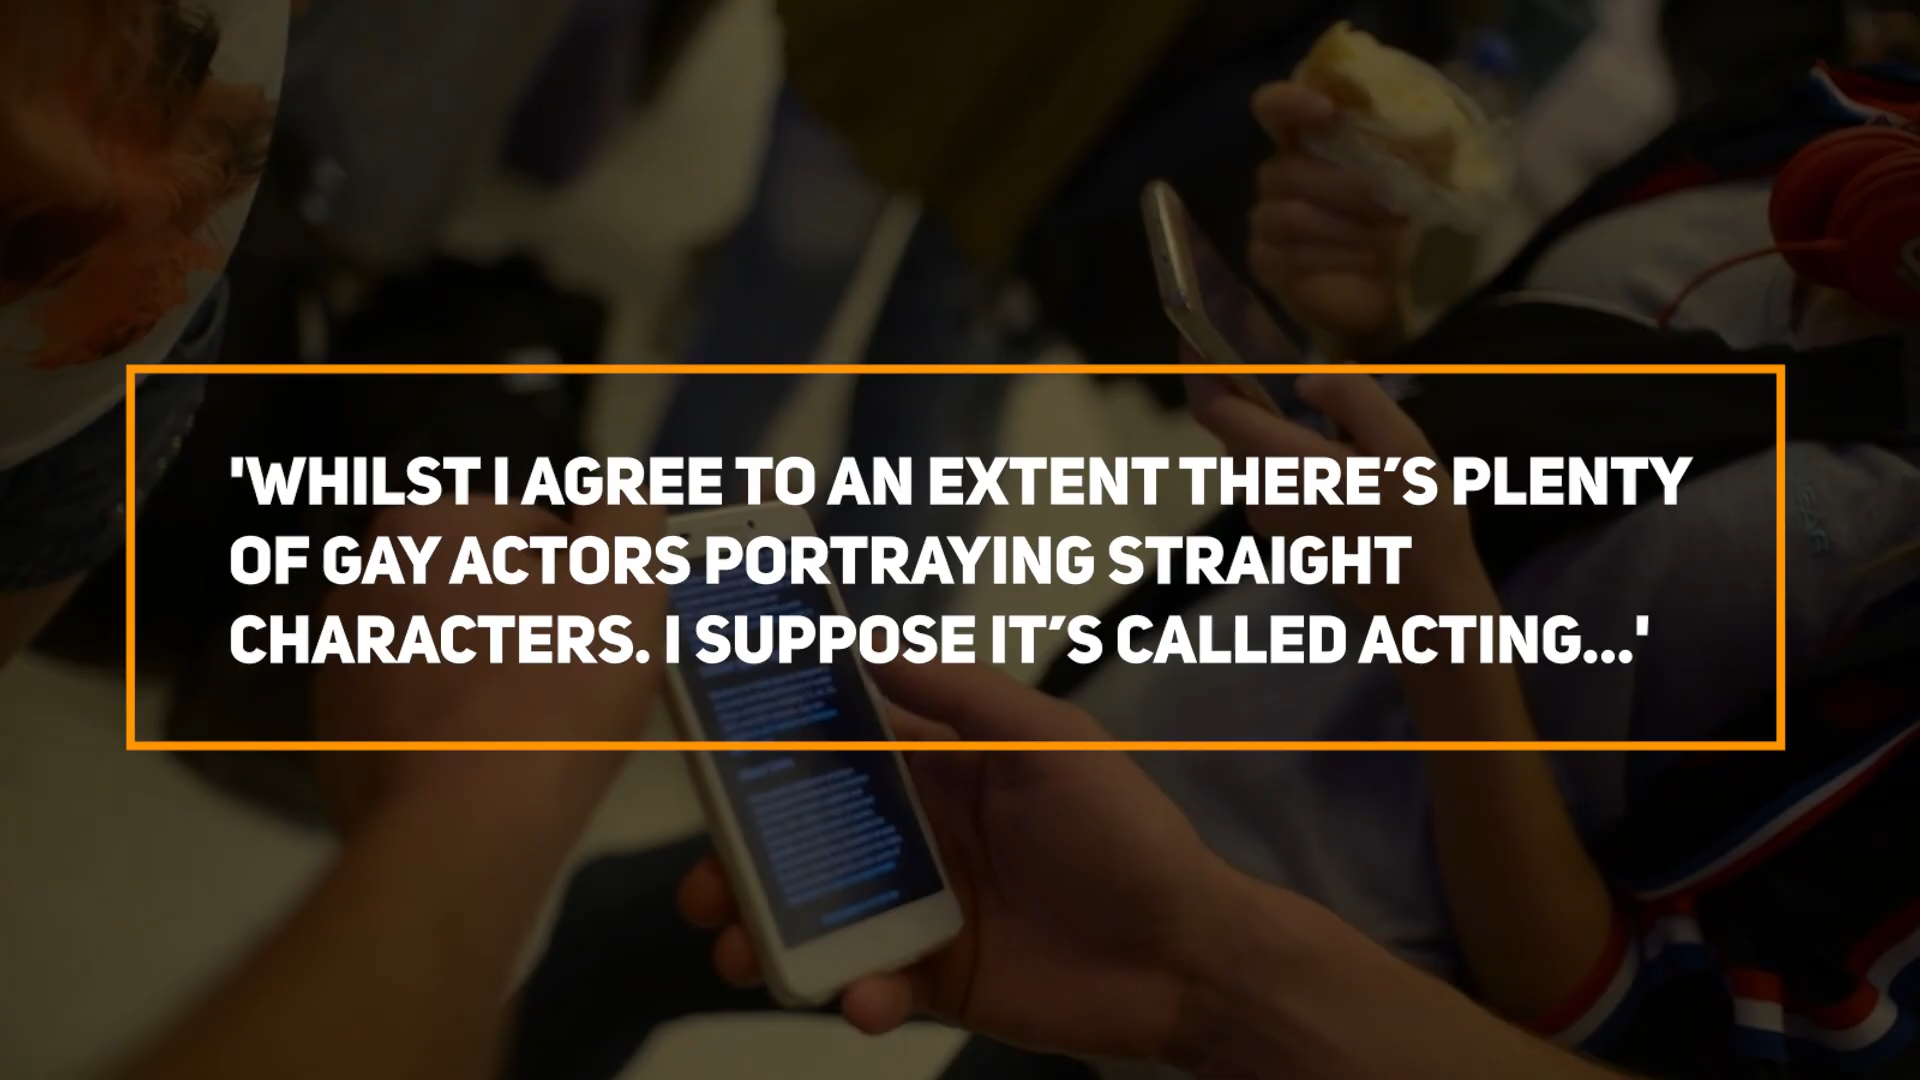 'WHILST I AGREE TO AN EXTENT THERE'S PLENTY
OF GAY ACTORS PORTRAYING STRAIGHT
CHARACTERS. I SUPPOSE IT'S CALLED ACTING...'